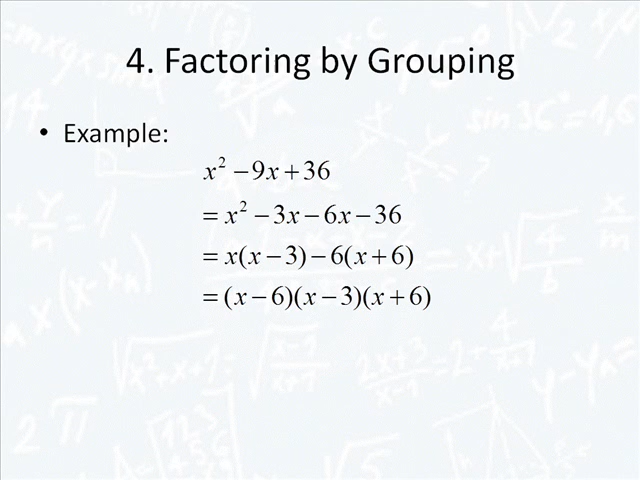 4. Factoring by Grouping
• Example:
x² − 9x + 36
= x² − 3x − 6x − 36
= x(x − 3) − 6(x + 6)
= (x − 6)(x − 3)(x + 6)